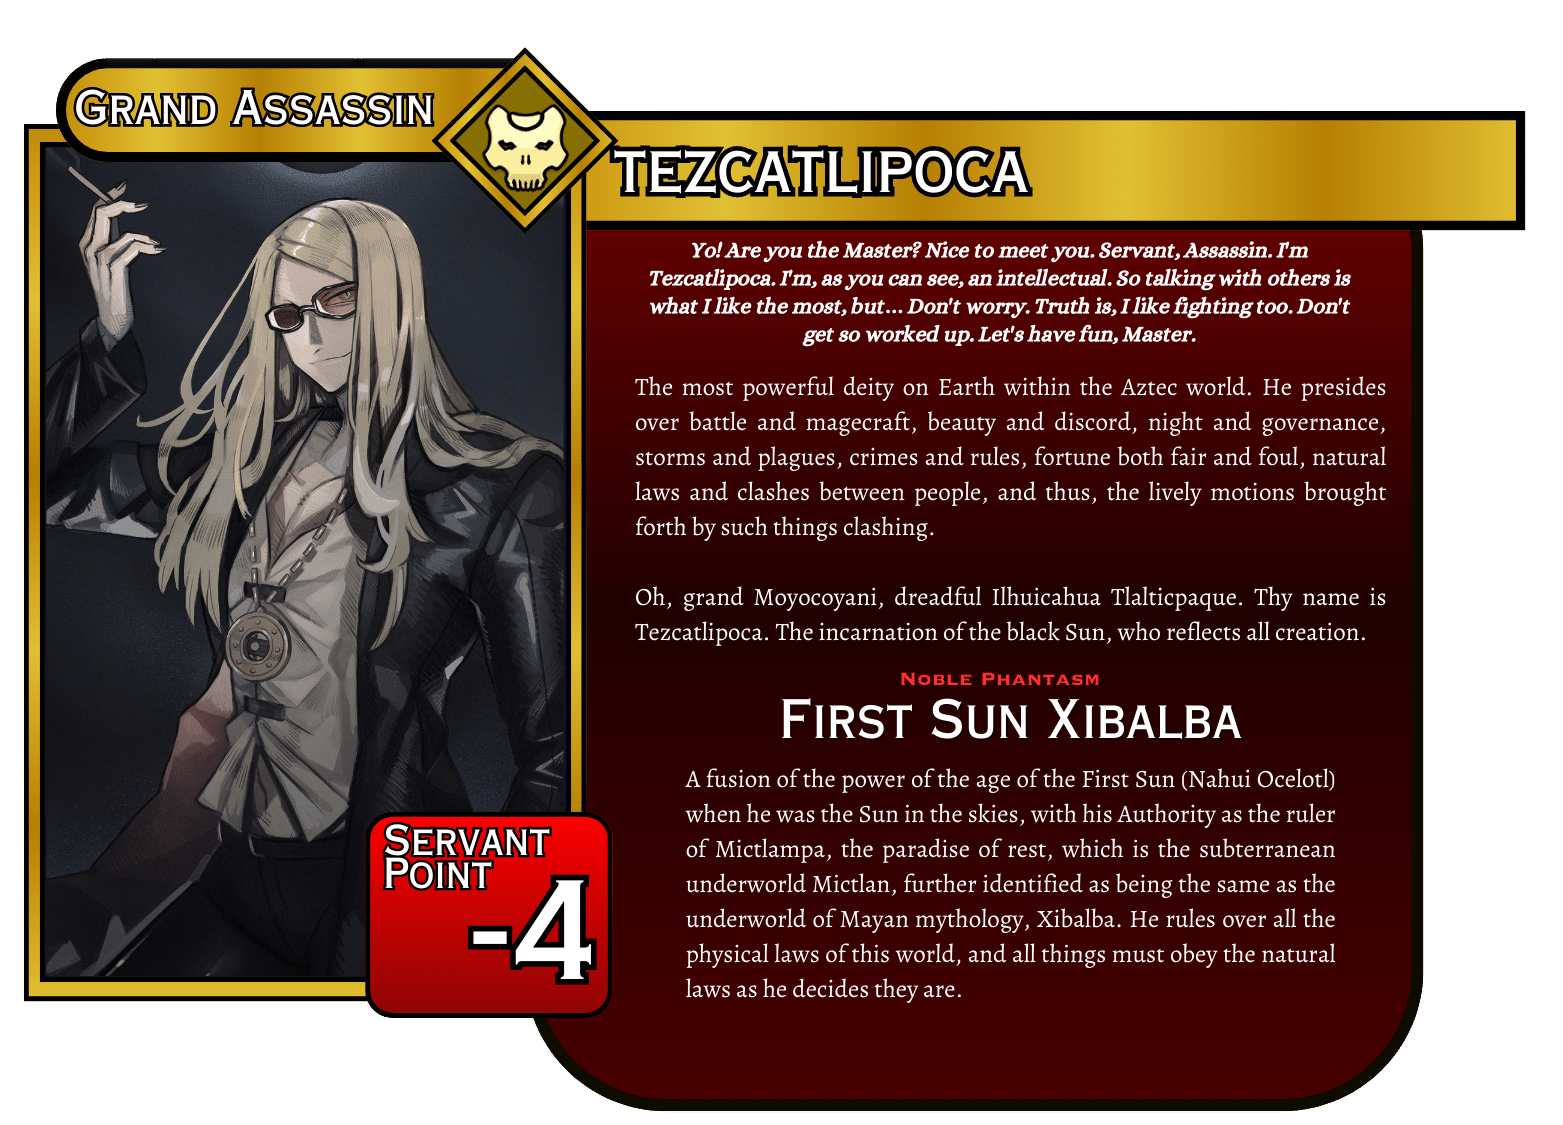 Grand Assassin
TEZCATLIPOCA
Yo! Are you the Master? Nice to meet you. Servant, Assassin. I'm
Tezcatlipoca. I'm, as you can see, an intellectual. So talking with others is
what I like the most, but... Don't worry. Truth is, I like fighting too. Don't
get so worked up. Let's have fun, Master.
The most powerful deity on Earth within the Aztec world. He presides
over battle and magecraft, beauty and discord, night and governance,
storms and plagues, crimes and rules, fortune both fair and foul, natural
laws and clashes between people, and thus, the lively motions brought
forth by such things clashing.
Oh, grand Moyocoyani, dreadful Ilhuicahua Tlalticpaque. Thy name is
Tezcatlipoca. The incarnation of the black Sun, who reflects all creation.
Noble Phantasm
First Sun Xibalba
A fusion of the power of the age of the First Sun (Nahui Ocelotl)
when he was the Sun in the skies, with his Authority as the ruler
of Mictlampa, the paradise of rest, which is the subterranean
underworld Mictlan, further identified as being the same as the
underworld of Mayan mythology, Xibalba. He rules over all the
physical laws of this world, and all things must obey the natural
laws as he decides they are.
Servant
Point
-4